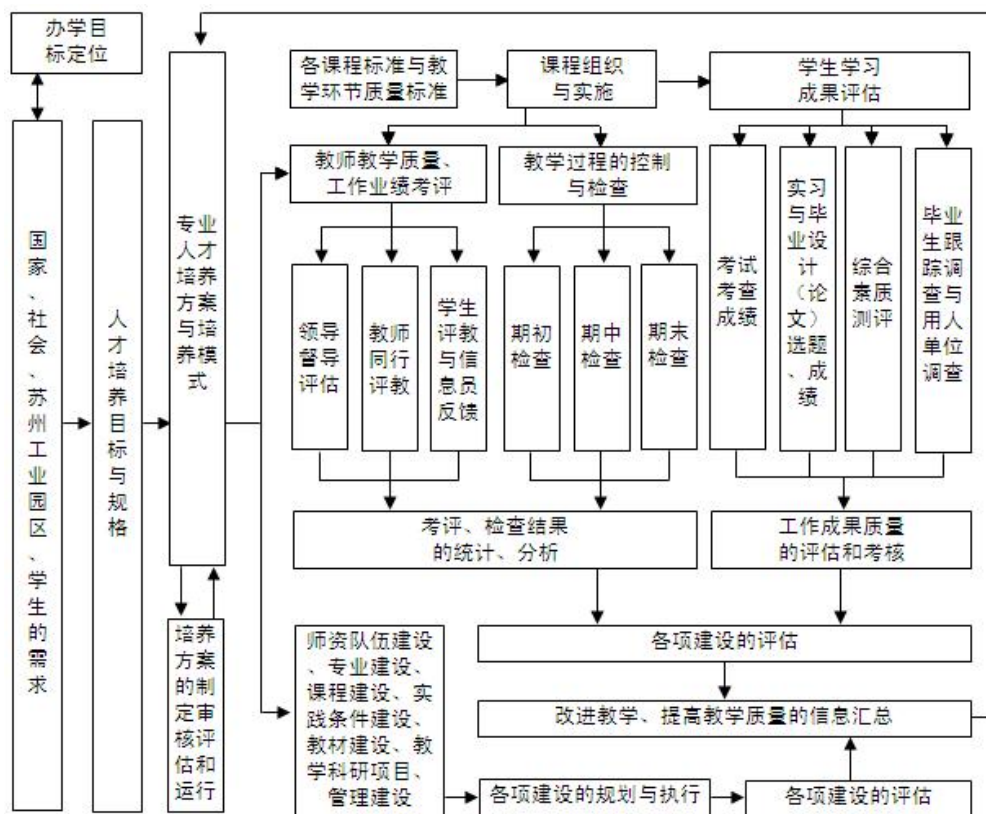 办学目
标定位
国家、社会、苏州工业园区、学生的需求
人才培养目标与规格
专业
人才
培养
方案
与培
养模
式
培养
方案
的制
定审
核评
估和
运行
各课程标准与教
学环节质量标准
课程组织
与实施
学生学习
成果评估
教师教学质量、
工作业绩考评
教学过程的控制
与检查
领导
督导
评估
教师
同行
评教
学生
评教
与信
息员
反馈
期初
检查
期中
检查
期末
检查
考试
考查
成绩
实习
与毕
业设
计
（论
文）
选题
、成
绩
综合
素质
测评
毕业
生跟
踪调
查与
用人
单位
调查
考评、检查结果
的统计、分析
工作成果质量
的评估和考核
师资队伍建设
、专业建设、
课程建设、实
践条件建设、
教材建设、教
学科研项目、
管理建设
各项建设的评估
改进教学、提高教学质量的信息汇总
各项建设的规划与执行
各项建设的评估